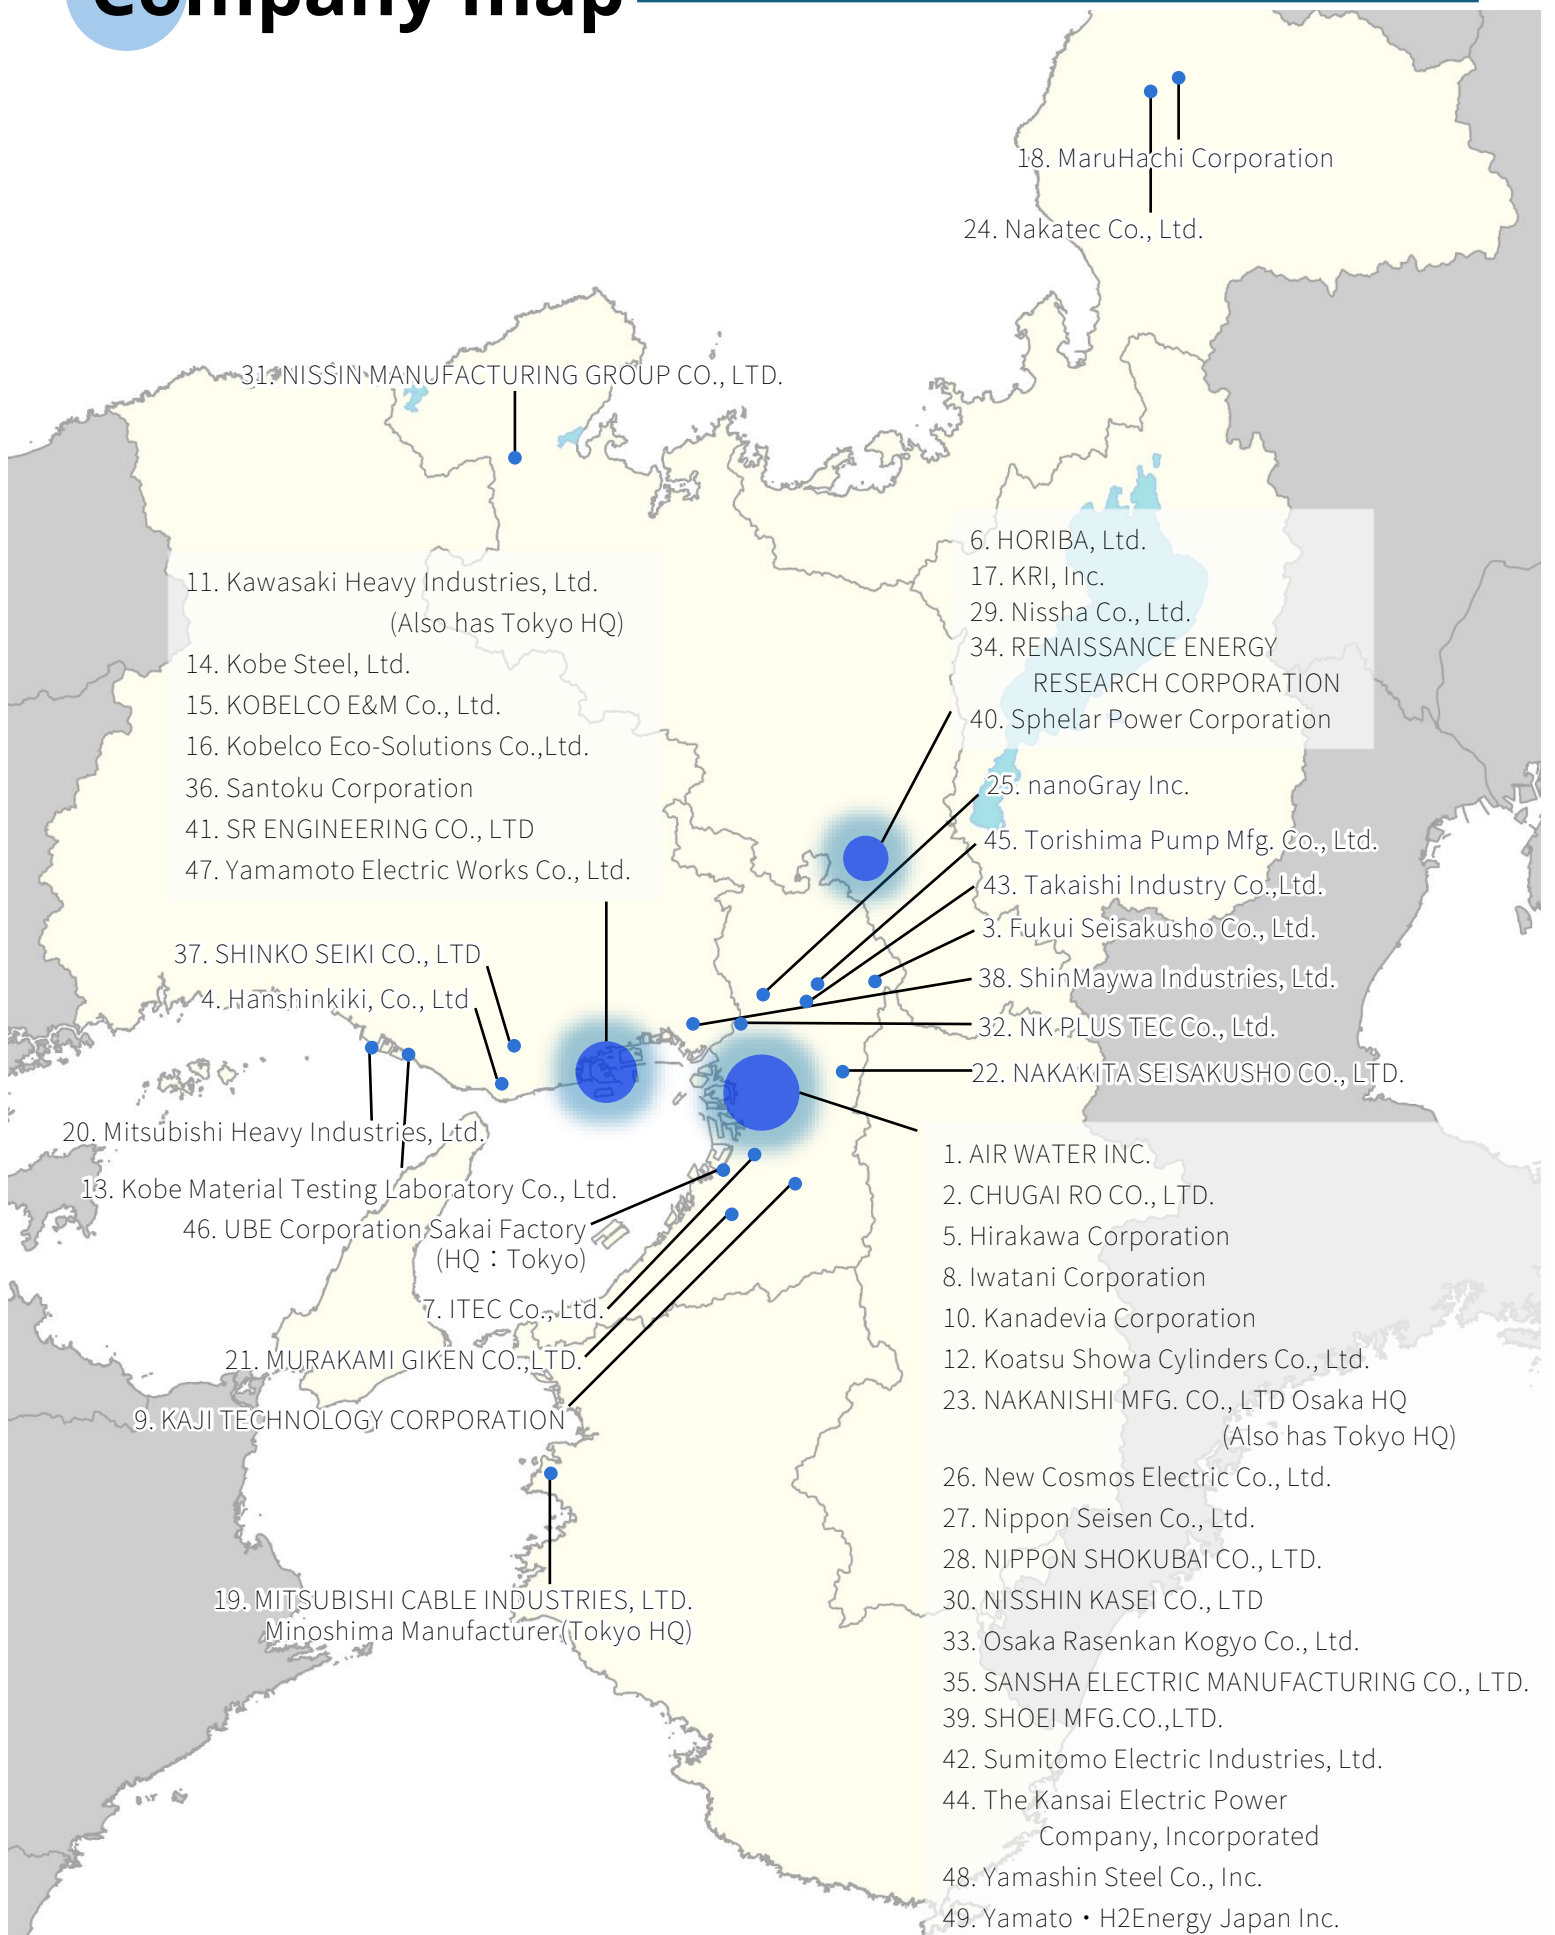 Company map
18. MaruHachi Corporation
24. Nakatec Co., Ltd.
31. NISSIN MANUFACTURING GROUP CO., LTD.
6. HORIBA, Ltd.
17. KRI, Inc.
29. Nissha Co., Ltd.
34. RENAISSANCE ENERGY
RESEARCH CORPORATION
40. Sphelar Power Corporation
11. Kawasaki Heavy Industries, Ltd.
(Also has Tokyo HQ)
14. Kobe Steel, Ltd.
15. KOBELCO E&M Co., Ltd.
16. Kobelco Eco-Solutions Co.,Ltd.
36. Santoku Corporation
41. SR ENGINEERING CO., LTD
47. Yamamoto Electric Works Co., Ltd.
25. nanoGray Inc.
45. Torishima Pump Mfg. Co., Ltd.
43. Takaishi Industry Co.,Ltd.
3. Fukui Seisakusho Co., Ltd.
38. ShinMaywa Industries, Ltd.
32. NK PLUS TEC Co., Ltd.
22. NAKAKITA SEISAKUSHO CO., LTD.
37. SHINKO SEIKI CO., LTD
4. Hanshinkiki, Co., Ltd
20. Mitsubishi Heavy Industries, Ltd.
13. Kobe Material Testing Laboratory Co., Ltd.
46. UBE Corporation Sakai Factory
(HQ：Tokyo)
7. ITEC Co., Ltd.
21. MURAKAMI GIKEN CO.,LTD.
9. KAJI TECHNOLOGY CORPORATION
19. MITSUBISHI CABLE INDUSTRIES, LTD.
Minoshima Manufacturer(Tokyo HQ)
1. AIR WATER INC.
2. CHUGAI RO CO., LTD.
5. Hirakawa Corporation
8. Iwatani Corporation
10. Kanadevia Corporation
12. Koatsu Showa Cylinders Co., Ltd.
23. NAKANISHI MFG. CO., LTD Osaka HQ
(Also has Tokyo HQ)
26. New Cosmos Electric Co., Ltd.
27. Nippon Seisen Co., Ltd.
28. NIPPON SHOKUBAI CO., LTD.
30. NISSHIN KASEI CO., LTD
33. Osaka Rasenkan Kogyo Co., Ltd.
35. SANSHA ELECTRIC MANUFACTURING CO., LTD.
39. SHOEI MFG.CO.,LTD.
42. Sumitomo Electric Industries, Ltd.
44. The Kansai Electric Power
Company, Incorporated
48. Yamashin Steel Co., Inc.
49. Yamato・H2Energy Japan Inc.